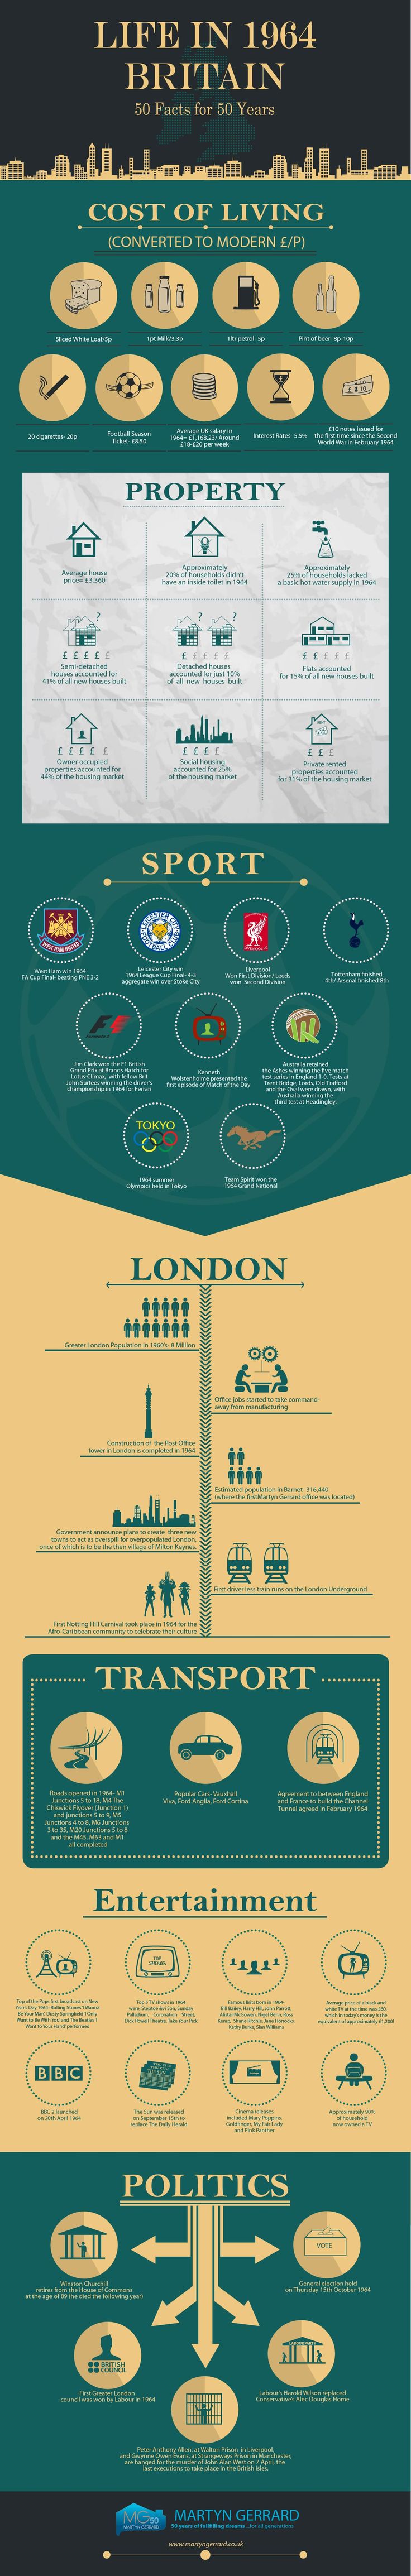 LIFE IN 1964
BRITAIN
50 Facts for 50 Years
COST OF LIVING
(CONVERTED TO MODERN £/P)
Sliced White Loaf/5p
1pt Milk/3.3p
1ltr petrol- 5p
Pint of beer- 8p-10p
20 cigarettes- 20p
Football Season
Ticket- £8.50
Average UK salary in
1964= £1,168.23/ Around
£18-£20 per week
Interest Rates- 5.5%
£10 notes issued for
the first time since the Second
World War in February 1964
PROPERTY
Average house
price= £3,360
Approximately
20% of households didn't
have an inside toilet in 1964
Approximately
25% of households lacked
a basic hot water supply in 1964
?
£ £ £ £ £
Semi-detached
houses accounted for
41% of all new houses built
? ?
£ £ £ £ £
Detached houses
accounted for just 10%
of all new houses built
£ £ £ £ £
Flats accounted
for 15% of all new houses built
£ £ £ £ £
Owner occupied
properties accounted for
44% of the housing market
£ £ £ £
Social housing
accounted for 25%
of the housing market
RENT
£ £ £
Private rented
properties accounted
for 31% of the housing market
SPORT
WEST HAM UNITED
LEICESTER CITY
LIVERPOOL
West Ham win 1964
FA Cup Final- beating PNE 3-2
Leicester City win
1964 League Cup Final- 4-3
aggregate win over Stoke City
Liverpool
Won First Division/ Leeds
won Second Division
Tottenham finished
4th/ Arsenal finished 8th
Jim Clark won the F1 British
Grand Prix at Brands Hatch for
Lotus-Climax, with fellow Brit
John Surtees winning the driver's
championship in 1964 for Ferrari
Kenneth
Wolstenholme presented the
first episode of Match of the Day
Australia retained
the Ashes winning the five match
test series in England 1-0. Tests at
Trent Bridge, Lords, Old Trafford
and the Oval were drawn, with
Australia winning the
third test at Headingley.
TOKYO
1964 summer
Olympics held in Tokyo
Team Spirit won the
1964 Grand National
LONDON
Greater London Population in 1960's- 8 Million
Office jobs started to take command-
away from manufacturing
Construction of the Post Office
tower in London is completed in 1964
Estimated population in Barnet- 316,440
(where the firstMartyn Gerrard office was located)
Government announce plans to create three new
towns to act as overspill for overpopulated London,
once of which is to be the then village of Milton Keynes.
First driver less train runs on the London Underground
First Notting Hill Carnival took place in 1964 for the
Afro-Caribbean community to celebrate their culture
TRANSPORT
Roads opened in 1964- M1
Junctions 5 to 18, M4 The
Chiswick Flyover (Junction 1)
and junctions 5 to 9, M5
Junctions 4 to 8, M6 Junctions
3 to 35, M20 Junctions 5 to 8
and the M45, M63 and M1
all completed
Popular Cars- Vauxhall
Viva, Ford Anglia, Ford Cortina
Agreement to between England
and France to build the Channel
Tunnel agreed in February 1964
Entertainment
TOP
SHOWS
Top of the Pops first broadcast on New
Year's Day 1964- Rolling Stones 'I Wanna
Be Your Man', Dusty Springfield 'I Only
Want to Be With You' and The Beatles 'I
Want to Your Hand' performed
Top 5 TV shows in 1964
were; Steptoe &vi Son, Sunday
Palladium, Coronation Street,
Dick Powell Theatre, Take Your Pick
Famous Brits born in 1964-
Bill Bailey, Harry Hill, John Parrott,
AlistairMcGowen, Nigel Benn, Ross
Kemp, Shane Ritchie, Jane Horrocks,
Kathy Burke, Sian Williams
Average price of a black and
white TV at the time was £60,
which in today's money is the
equivalent of approximately £1,200!
BBC
BBC 2 launched
on 20th April 1964
The Sun was released
on September 15th to
replace The Daily Herald
Cinema releases
included Mary Poppins,
Goldfinger, My Fair Lady
and Pink Panther
Approximately 90%
of household
now owned a TV
POLITICS
VOTE
Winston Churchill
retires from the House of Commons
at the age of 89 (he died the following year)
General election held
on Thursday 15th October 1964
BRITISH
COUNCIL
LABOUR PARTY
First Greater London
council was won by Labour in 1964
Labour's Harold Wilson replaced
Conservative's Alec Douglas Home
Peter Anthony Allen, at Walton Prison in Liverpool,
and Gwynne Owen Evans, at Strangeways Prison in Manchester,
are hanged for the murder of John Alan West on 7 April, the
last executions to take place in the British Isles.
MG50
MARTYN GERRARD
MARTYN GERRARD
50 years of fullfilling dreams ..for all generations
www.martyngerrard.co.uk